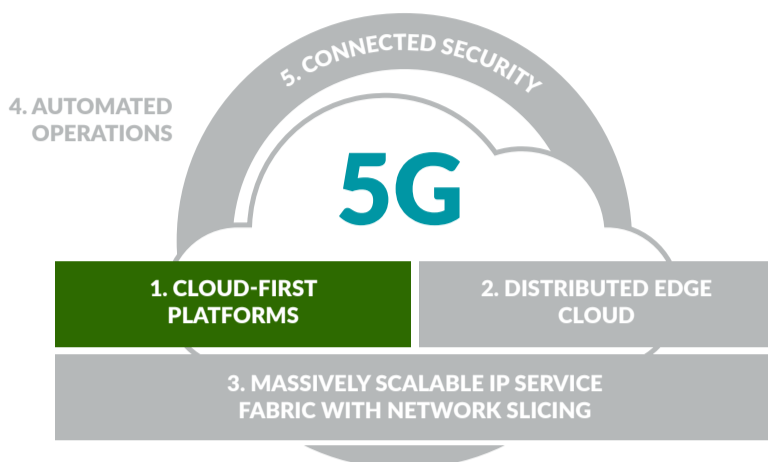 5. CONNECTED SECURITY
4. AUTOMATED
OPERATIONS
5G
1. CLOUD-FIRST
PLATFORMS
2. DISTRIBUTED EDGE
CLOUD
3. MASSIVELY SCALABLE IP SERVICE
FABRIC WITH NETWORK SLICING